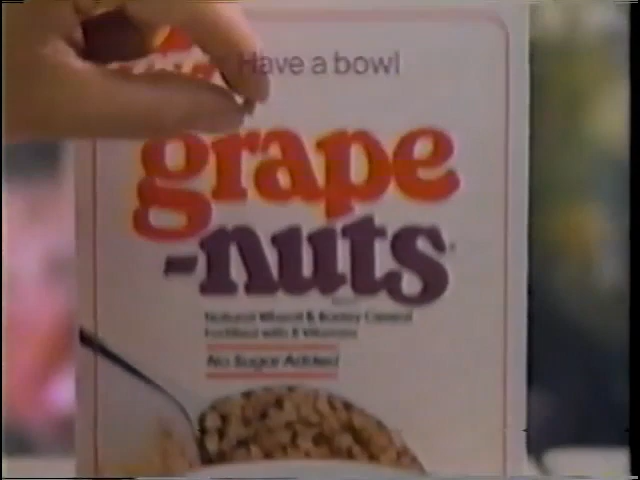 Have a bowl
grape
-nuts
Natural Wheat & Barley Cereal
Fortified with 8 Vitamins
No Sugar Added